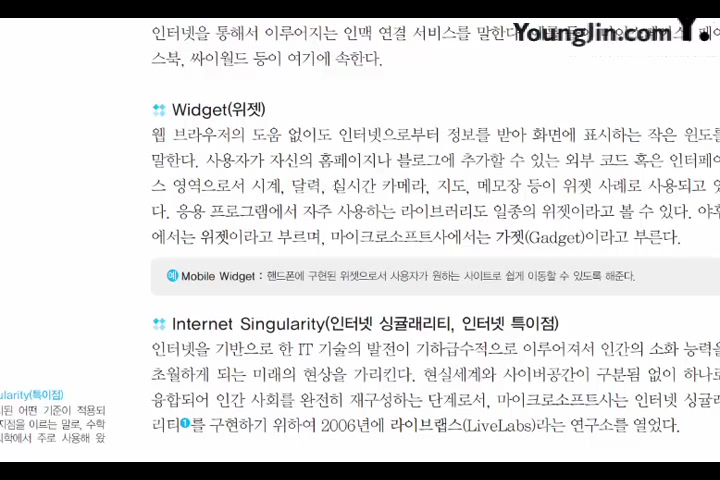 인터넷을 통해서 이루어지는 인맥 연결 서비스를 말한다
YoungJin.com Y.
스북, 싸이월드 등이 여기에 속한다.
Widget(위젯)
웹 브라우저의 도움 없이도 인터넷으로부터 정보를 받아 화면에 표시하는 작은 윈도를
말한다. 사용자가 자신의 홈페이지나 블로그에 추가할 수 있는 외부 코드 혹은 인터페이
스 영역으로서 시계, 달력, 실시간 카메라, 지도, 메모장 등이 위젯 사례로 사용되고 있
다. 응용 프로그램에서 자주 사용하는 라이브러리도 일종의 위젯이라고 볼 수 있다. 야후
에서는 위젯이라고 부르며, 마이크로소프트사에서는 가젯(Gadget)이라고 부른다.
예 Mobile Widget : 핸드폰에 구현된 위젯으로서 사용자가 원하는 사이트로 쉽게 이동할 수 있도록 해준다.
Internet Singularity(인터넷 싱귤래리티, 인터넷 특이점)
인터넷을 기반으로 한 IT 기술의 발전이 기하급수적으로 이루어져서 인간의 소화 능력을
초월하게 되는 미래의 현상을 가리킨다. 현실세계와 사이버공간이 구분됨 없이 하나로
융합되어 인간 사회를 완전히 재구성하는 단계로서, 마이크로소프트사는 인터넷 싱귤래
리티1를 구현하기 위하여 2006년에 라이브랩스(LiveLabs)라는 연구소를 열었다.
ularity(특이점)
된 어떤 기준이 적용되
지점을 이르는 말로, 수학
학에서 주로 사용해 왔